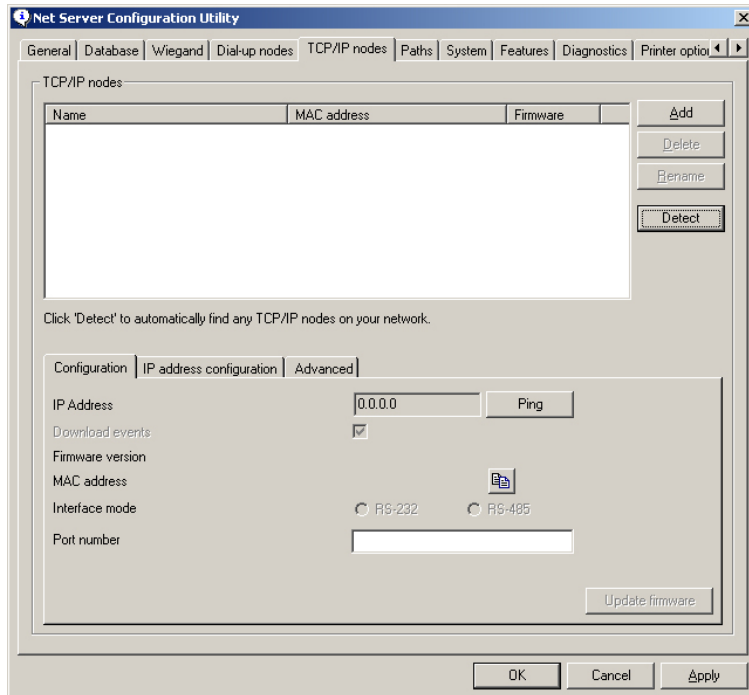 Net Server Configuration Utility
General Database Wiegand Dial-up nodes TCP/IP nodes Paths System Features Diagnostics Printer option
TCP/IP nodes
Name MAC address Firmware
Add
Delete
Rename
Detect
Click 'Detect' to automatically find any TCP/IP nodes on your network.
Configuration IP address configuration Advanced
IP Address 0.0.0.0 Ping
Download events
Firmware version
MAC address
Interface mode RS-232 RS-485
Port number
Update firmware
OK Cancel Apply